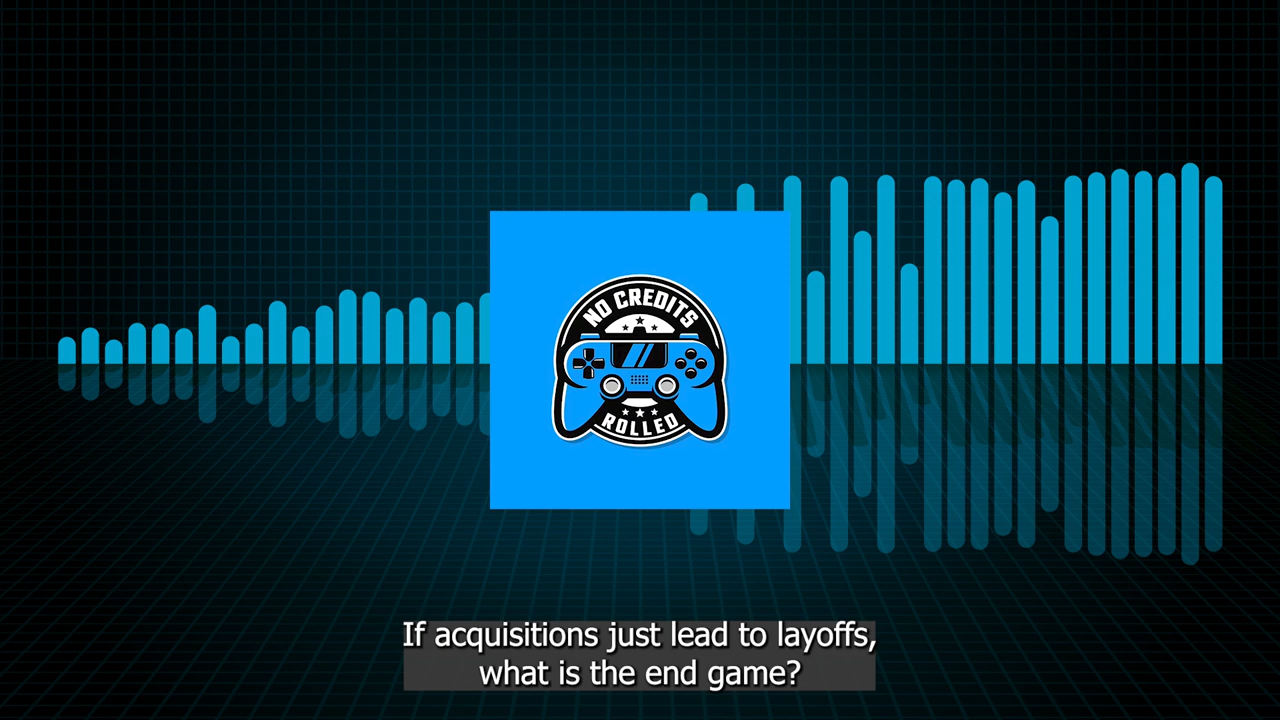 NO CREDITS
ROLLED
If acquisitions just lead to layoffs,
what is the end game?